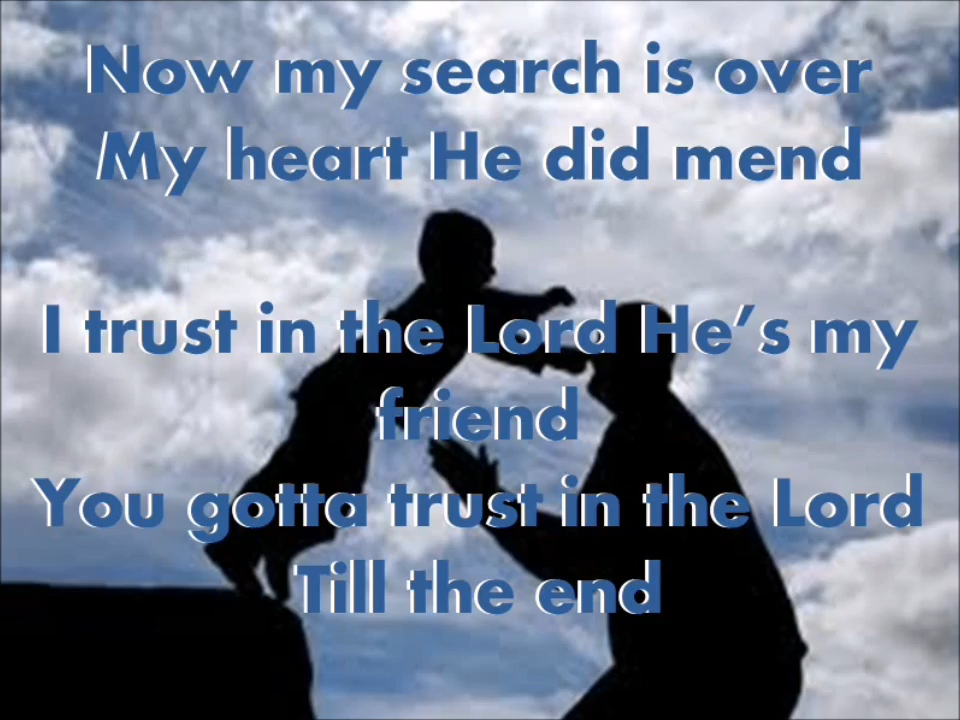 Now my search is over
My heart He did mend
I trust in the Lord He’s my
friend
You gotta trust in the Lord
Till the end